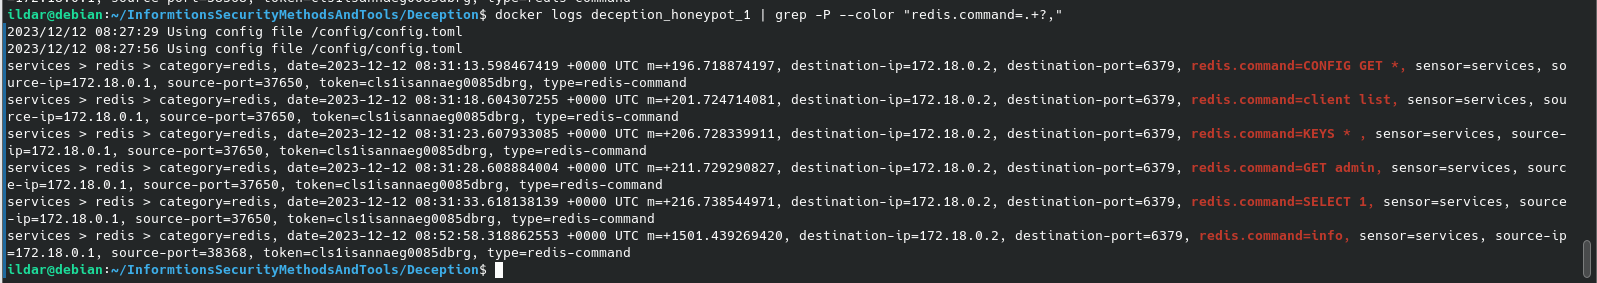 ildar@debian:~/InformtionsSecurityMethodsAndTools/Deception$ docker logs deception_honeypot_1 | grep -P --color "redis.command=.+?,"
2023/12/12 08:27:29 Using config file /config/config.toml
2023/12/12 08:27:56 Using config file /config/config.toml
services > redis > category=redis, date=2023-12-12 08:31:13.598467419 +0000 UTC m=+196.718874197, destination-ip=172.18.0.2, destination-port=6379, redis.command=CONFIG GET *, sensor=services, so
urce-ip=172.18.0.1, source-port=37650, token=cls1isannaeg0085dbrg, type=redis-command
services > redis > category=redis, date=2023-12-12 08:31:18.604307255 +0000 UTC m=+201.724714081, destination-ip=172.18.0.2, destination-port=6379, redis.command=client list, sensor=services, sou
rce-ip=172.18.0.1, source-port=37650, token=cls1isannaeg0085dbrg, type=redis-command
services > redis > category=redis, date=2023-12-12 08:31:23.607933085 +0000 UTC m=+206.728339911, destination-ip=172.18.0.2, destination-port=6379, redis.command=KEYS * , sensor=services, source-
ip=172.18.0.1, source-port=37650, token=cls1isannaeg0085dbrg, type=redis-command
services > redis > category=redis, date=2023-12-12 08:31:28.608884004 +0000 UTC m=+211.729290827, destination-ip=172.18.0.2, destination-port=6379, redis.command=GET admin, sensor=services, sourc
e-ip=172.18.0.1, source-port=37650, token=cls1isannaeg0085dbrg, type=redis-command
services > redis > category=redis, date=2023-12-12 08:31:33.618138139 +0000 UTC m=+216.738544971, destination-ip=172.18.0.2, destination-port=6379, redis.command=SELECT 1, sensor=services, source
-ip=172.18.0.1, source-port=37650, token=cls1isannaeg0085dbrg, type=redis-command
services > redis > category=redis, date=2023-12-12 08:52:58.318862553 +0000 UTC m=+1501.439269420, destination-ip=172.18.0.2, destination-port=6379, redis.command=info, sensor=services, source-ip
=172.18.0.1, source-port=38368, token=cls1isannaeg0085dbrg, type=redis-command
ildar@debian:~/InformtionsSecurityMethodsAndTools/Deception$